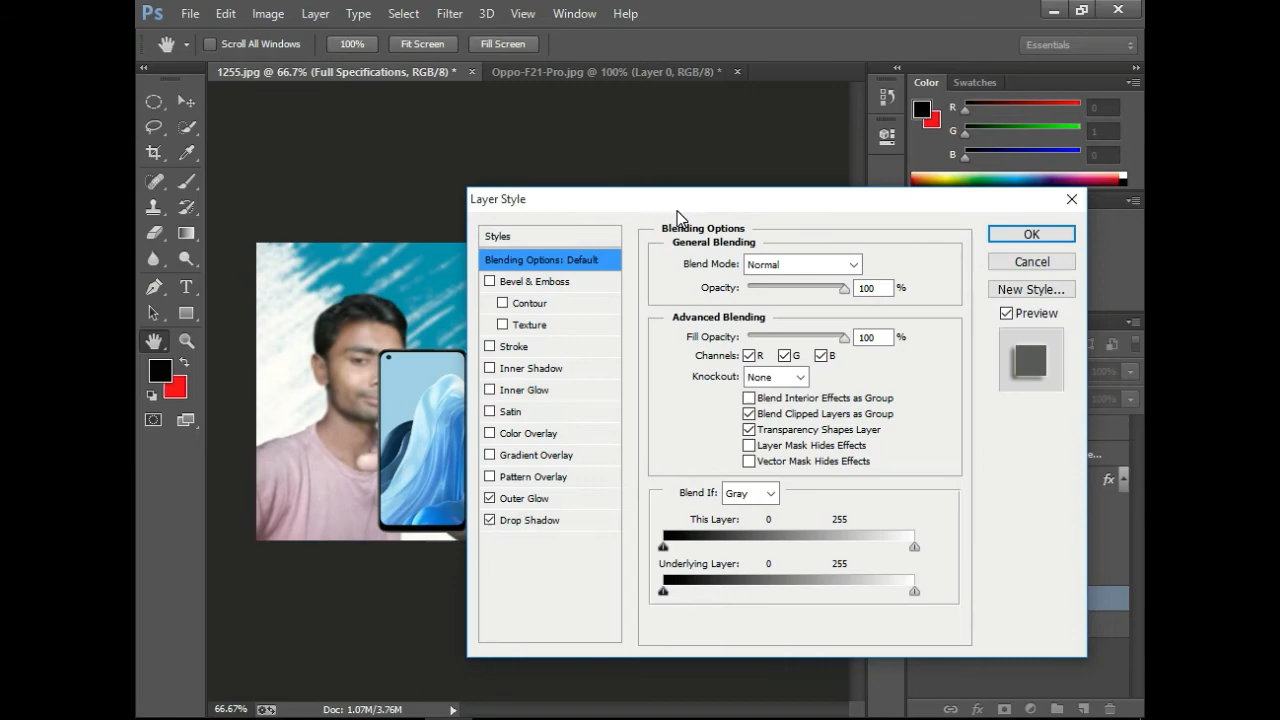 Ps File Edit Image Layer Type Select Filter 3D View Window Help
Scroll All Windows 100% Fit Screen Fill Screen Essentials
1255.jpg @ 66.7% (Full Specifications, RGB/8) * × Oppo-F21-Pro.jpg @ 100% (Layer 0, RGB/8) * ×
Color Swatches
R 0
G 1
B 0
Layer Style
Styles
Blending Options: Default
Bevel & Emboss
Contour
Texture
Stroke
Inner Shadow
Inner Glow
Satin
Color Overlay
Gradient Overlay
Pattern Overlay
Outer Glow
Drop Shadow
Blending Options
General Blending
Blend Mode: Normal
Opacity: 100 %
Advanced Blending
Fill Opacity: 100 %
Channels: R G B
Knockout: None
Blend Interior Effects as Group
Blend Clipped Layers as Group
Transparency Shapes Layer
Layer Mask Hides Effects
Vector Mask Hides Effects
Blend If: Gray
This Layer: 0 255
Underlying Layer: 0 255
OK
Cancel
New Style...
Preview
100%
100%
e...
fx
66.67% Doc: 1.07M/3.76M
fx